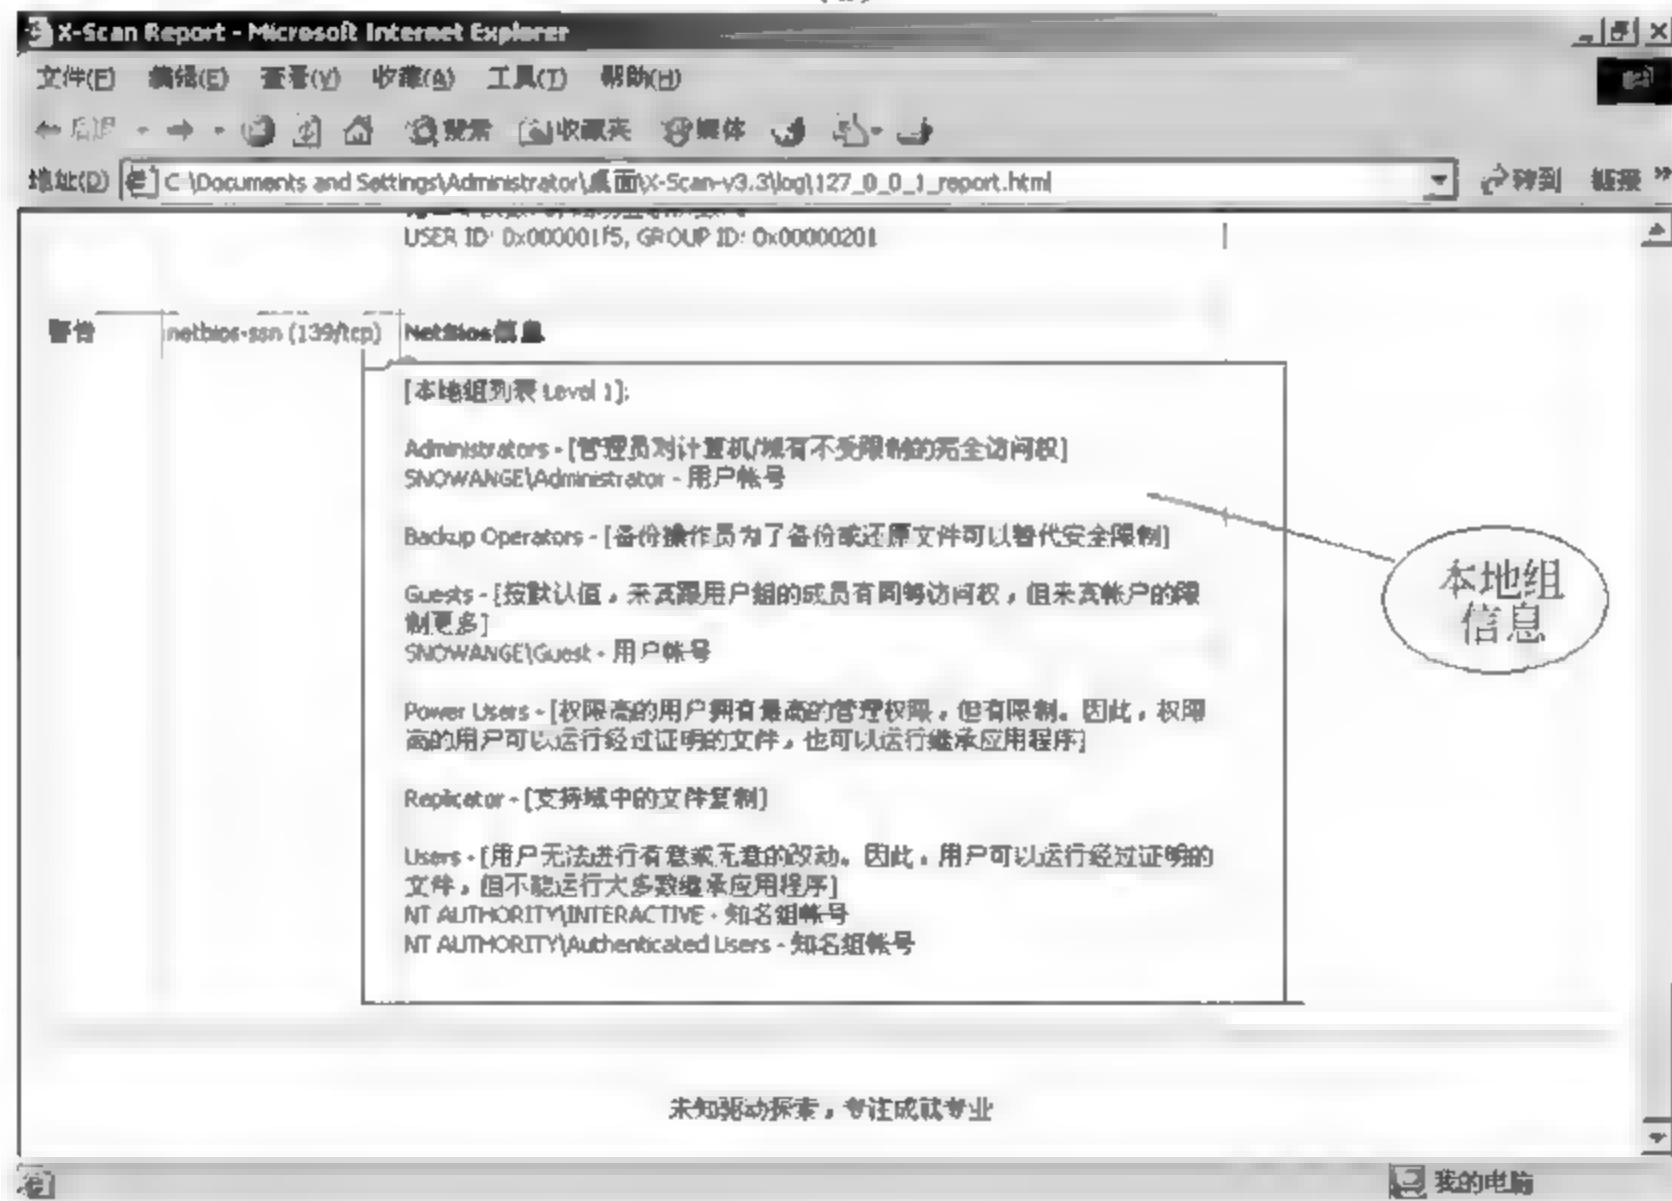 X-Scan Report - Microsoft Internet Explorer
文件(F) 编辑(E) 查看(V) 收藏(A) 工具(T) 帮助(H)
后退 搜索 收藏夹 媒体
地址(D) C:\Documents and Settings\Administrator\桌面\X-Scan-v3.3\log\127_0_0_1_report.html 转到 链接 »
USER ID: 0x000001f5, GROUP ID: 0x00000201
警告 netbios-ssn (139/tcp) NetBios信息
[本地组列表 Level 1]:
Administrators - [管理员对计算机/域有不受限制的完全访问权]
SNOWANGE\Administrator - 用户帐号
Backup Operators - [备份操作员为了备份或还原文件可以替代安全限制]
Guests - [按默认值，来宾跟用户组的成员有同等访问权，但来宾帐户的限
制更多]
SNOWANGE\Guest - 用户帐号
本地组
信息
Power Users - [权限高的用户拥有最高的管理权限，但有限制。因此，权限
高的用户可以运行经过证明的文件，也可以运行继承应用程序]
Replicator - [支持域中的文件复制]
Users - [用户无法进行有意或无意的改动。因此，用户可以运行经过证明的
文件，但不能运行大多数继承应用程序]
NT AUTHORITY\INTERACTIVE - 知名组帐号
NT AUTHORITY\Authenticated Users - 知名组帐号
未知驱动探索，专注成就专业
我的电脑